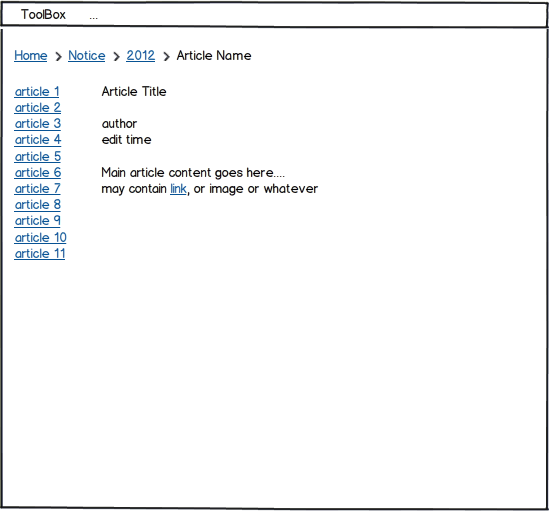 ToolBox ...
Home > Notice > 2012 > Article Name
article 1 Article Title
article 2
article 3 author
article 4 edit time
article 5
article 6 Main article content goes here....
article 7 may contain link, or image or whatever
article 8
article 9
article 10
article 11